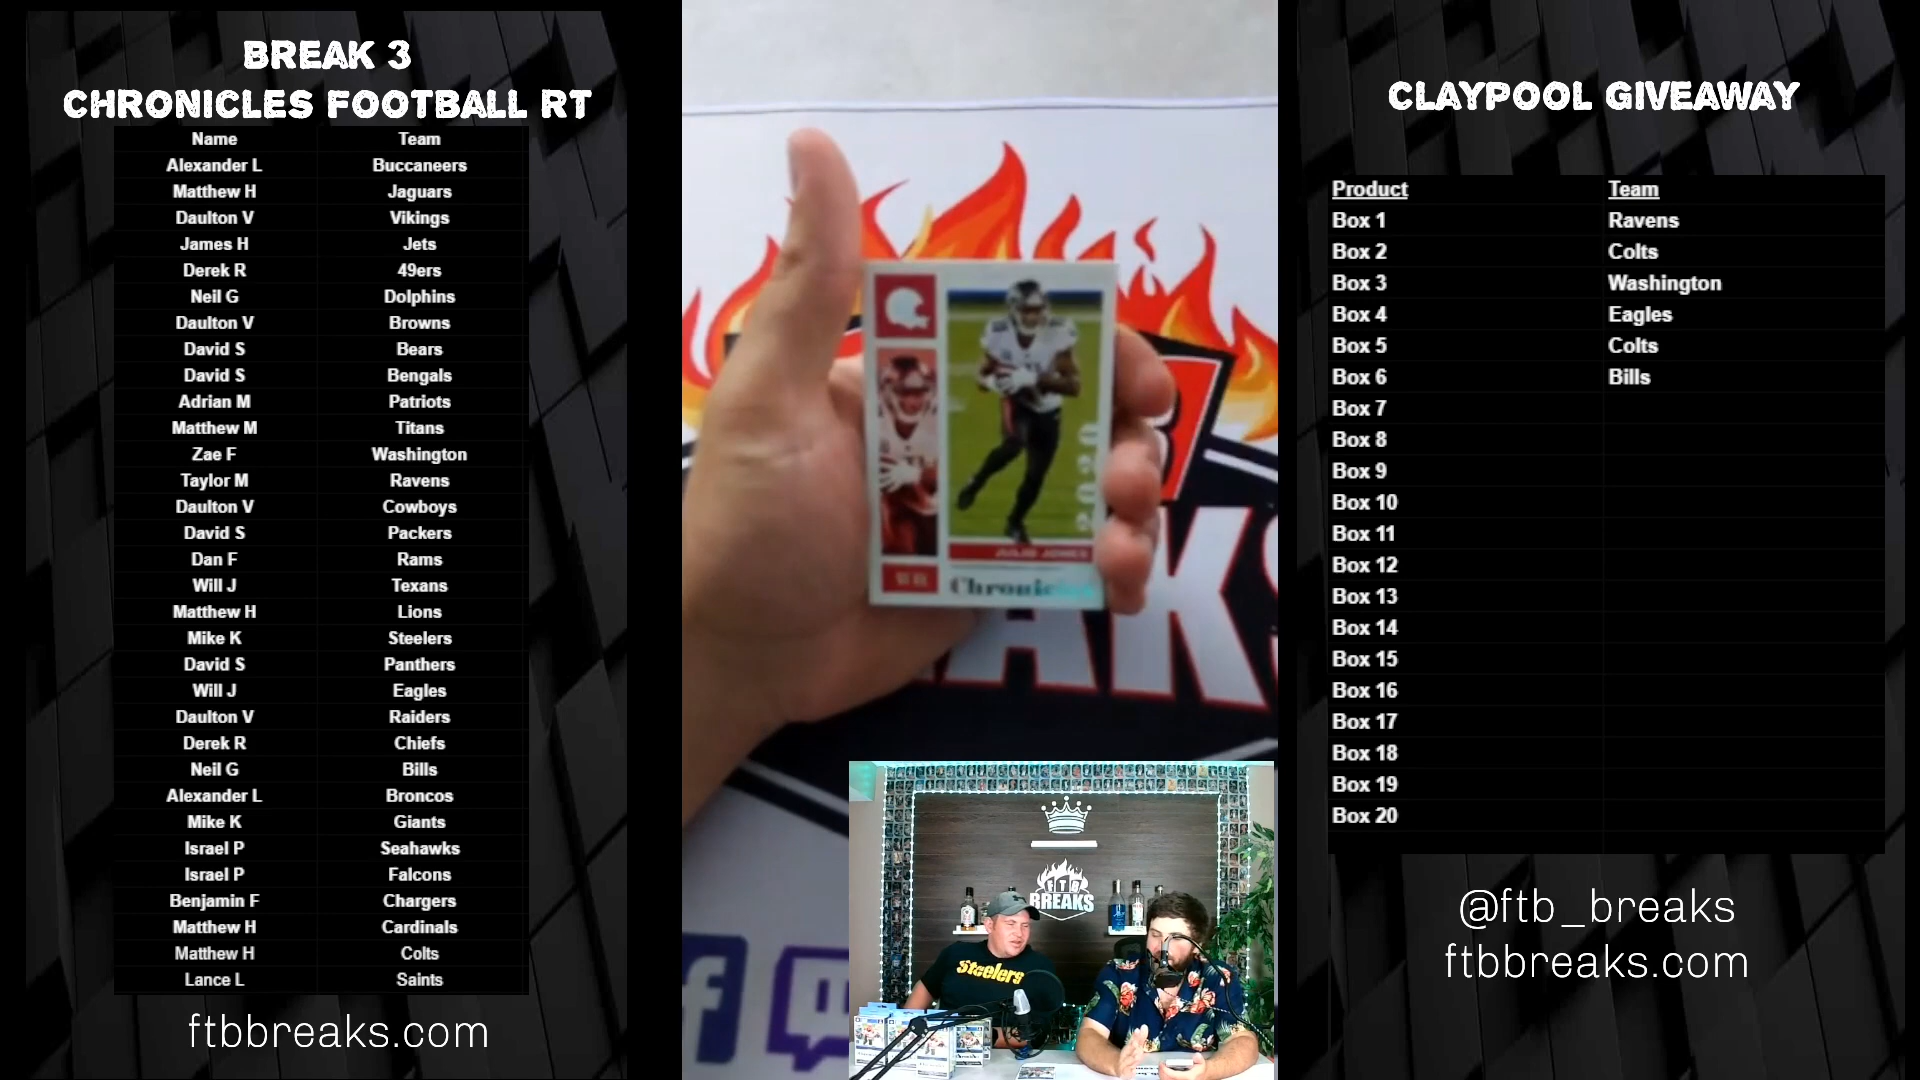 BREAK 3
CHRONICLES FOOTBALL RT
Name Team
Alexander L Buccaneers
Matthew H Jaguars
Daulton V Vikings
James H Jets
Derek R 49ers
Neil G Dolphins
Daulton V Browns
David S Bears
David S Bengals
Adrian M Patriots
Matthew M Titans
Zae F Washington
Taylor M Ravens
Daulton V Cowboys
David S Packers
Dan F Rams
Will J Texans
Matthew H Lions
Mike K Steelers
David S Panthers
Will J Eagles
Daulton V Raiders
Derek R Chiefs
Neil G Bills
Alexander L Broncos
Mike K Giants
Israel P Seahawks
Israel P Falcons
Benjamin F Chargers
Matthew H Cardinals
Matthew H Colts
Lance L Saints
ftbbreaks.com
2020
JULIO JONES
WR
Chronicles
FTB
BREAKS
Steelers
CLAYPOOL GIVEAWAY
Product Team
Box 1 Ravens
Box 2 Colts
Box 3 Washington
Box 4 Eagles
Box 5 Colts
Box 6 Bills
Box 7
Box 8
Box 9
Box 10
Box 11
Box 12
Box 13
Box 14
Box 15
Box 16
Box 17
Box 18
Box 19
Box 20
@ftb_breaks
ftbbreaks.com